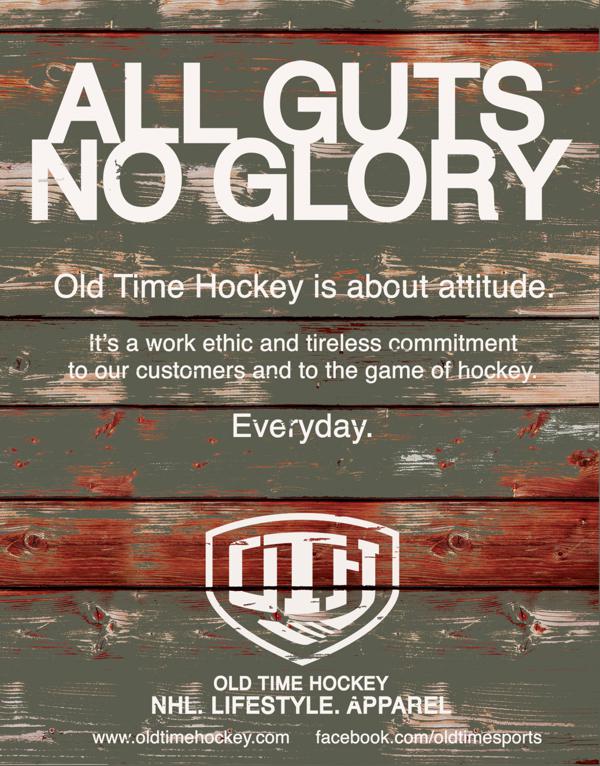 ALL GUTS
NO GLORY
Old Time Hockey is about attitude.
It's a work ethic and tireless commitment
to our customers and to the game of hockey.
Everyday.
OTH
OLD TIME HOCKEY
NHL. LIFESTYLE. APPAREL
www.oldtimehockey.com facebook.com/oldtimesports